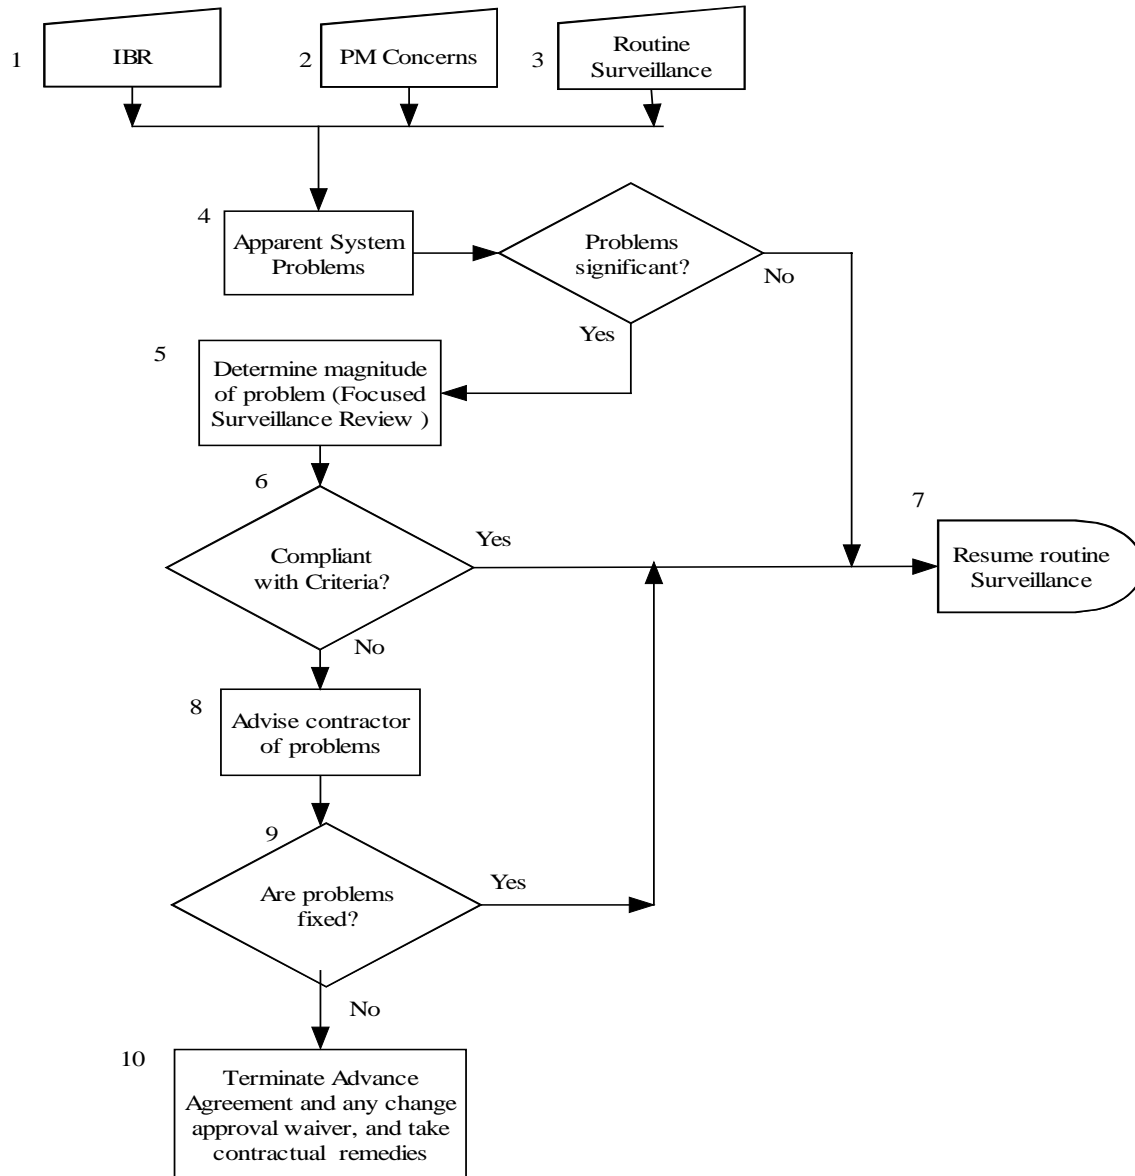 1
IBR
2
PM Concerns
3
Routine
Surveillance
4
Apparent System
Problems
Problems
significant?
No
Yes
5
Determine magnitude
of problem (Focused
Surveillance Review )
6
Compliant
with Criteria?
Yes
No
7
Resume routine
Surveillance
8
Advise contractor
of problems
9
Are problems
fixed?
Yes
No
10
Terminate Advance
Agreement and any change
approval waiver, and take
contractual remedies